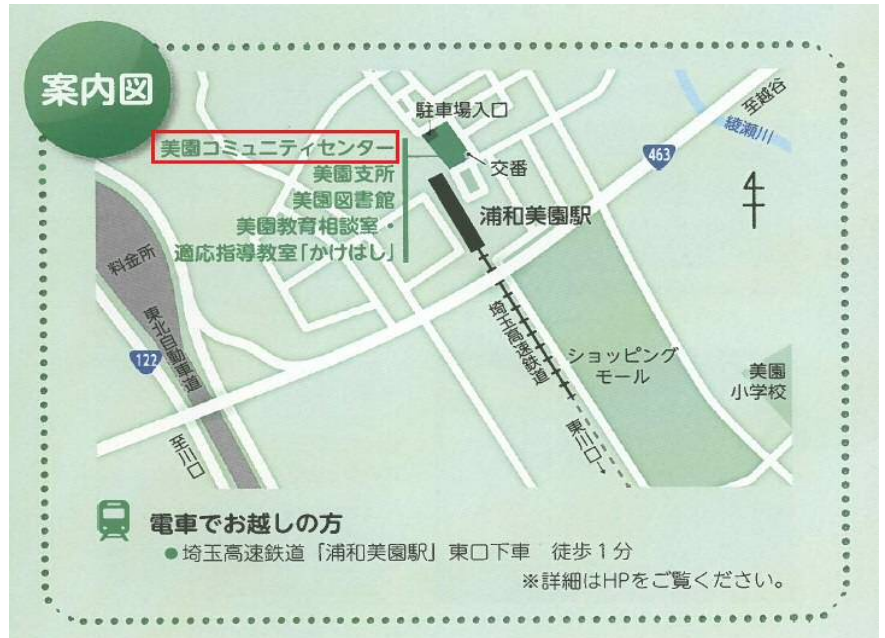 案内図
駐車場入口
美園コミュニティセンター
美園支所
美園図書館
美園教育相談室・
適応指導教室「かけはし」
交番
浦和美園駅
463
至越谷
綾瀬川
料金所
東北自動車道
122
至川口
埼玉高速鉄道
ショッピング
モール
美園
小学校
東川口
電車でお越しの方
●埼玉高速鉄道「浦和美園駅」東口下車 徒歩1分
※詳細はHPをご覧ください。